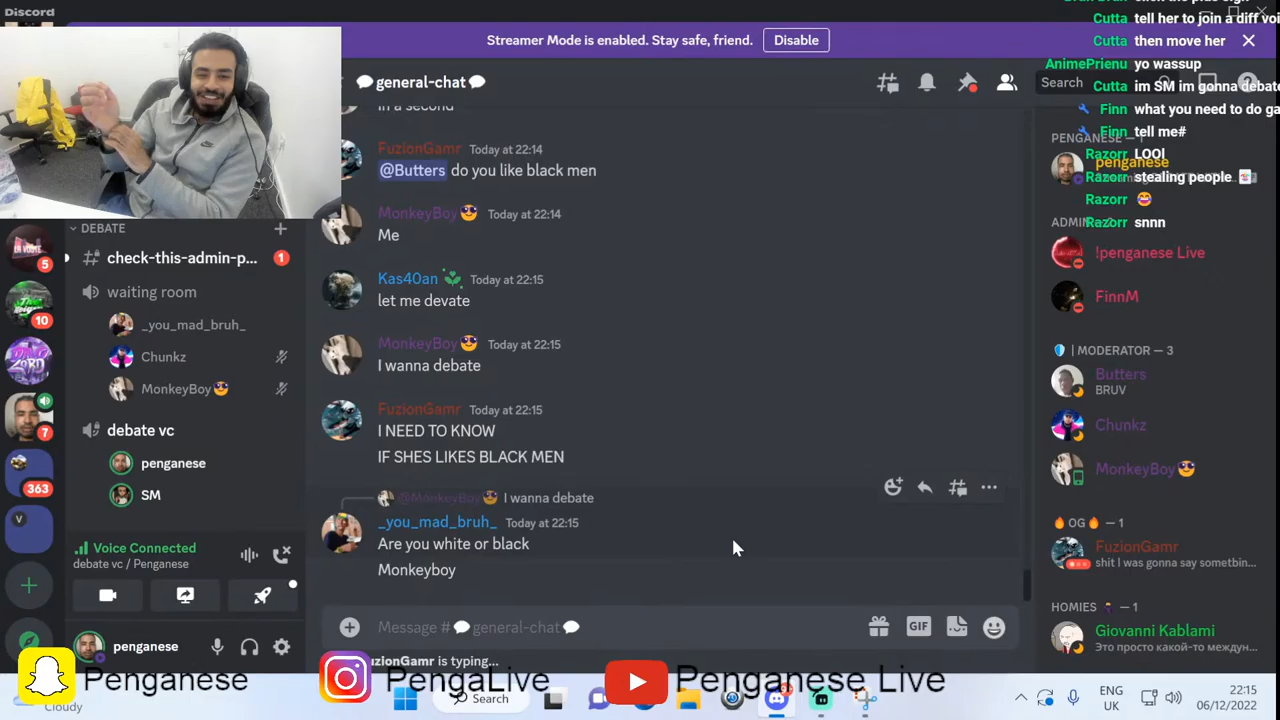 Discord
Streamer Mode is enabled. Stay safe, friend.
Disable
general-chat
Search
in a second
FuzionGamr Today at 22:14
@Butters do you like black men
MonkeyBoy😎 Today at 22:14
Me
Kas40an Today at 22:15
let me devate
MonkeyBoy😎 Today at 22:15
I wanna debate
FuzionGamr Today at 22:15
I NEED TO KNOW
IF SHES LIKES BLACK MEN
@MonkeyBoy😎 I wanna debate
_you_mad_bruh_ Today at 22:15
Are you white or black
Monkeyboy
Message # general-chat
GIF
FuzionGamr is typing...
DEBATE
check-this-admin-p... 1
waiting room
_you_mad_bruh_
Chunkz
MonkeyBoy😎
debate vc
penganese
SM
Voice Connected
debate vc / Penganese
penganese
5
10
7
363
V
Cutta tell her to join a diff voi
Cutta then move her
AnimePrienu yo wassup
Cutta im SM im gonna debate
Finn what you need to do ga
Finn tell me#
Razorr LOOl
Razorr stealing people
Razorr 😂
Razorr snnn
PENGANESE — 1
penganese
!penganese Live
FinnM
| MODERATOR — 3
Butters
BRUV
Chunkz
MonkeyBoy😎
🔥 OG 🔥 — 1
FuzionGamr
shit I was gonna say somethin...
HOMIES — 1
Giovanni Kablami
Это просто какой-то междун...
Penganese
PengaLive
Penganese Live
Cloudy
Search
ENG
UK
22:15
06/12/2022